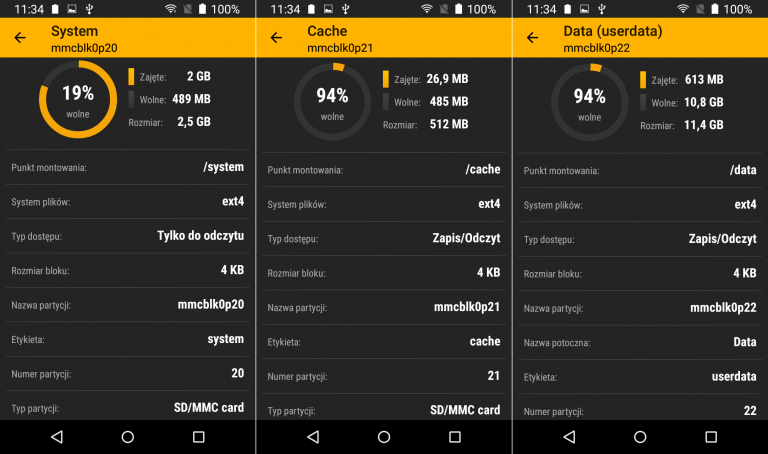 11:34 100%
System
mmcblk0p20
19%
wolne
Zajęte: 2 GB
Wolne: 489 MB
Rozmiar: 2,5 GB
Punkt montowania: /system
System plików: ext4
Typ dostępu: Tylko do odczytu
Rozmiar bloku: 4 KB
Nazwa partycji: mmcblk0p20
Etykieta: system
Numer partycji: 20
Typ partycji: SD/MMC card
11:34 100%
Cache
mmcblk0p21
94%
wolne
Zajęte: 26,9 MB
Wolne: 485 MB
Rozmiar: 512 MB
Punkt montowania: /cache
System plików: ext4
Typ dostępu: Zapis/Odczyt
Rozmiar bloku: 4 KB
Nazwa partycji: mmcblk0p21
Etykieta: cache
Numer partycji: 21
Typ partycji: SD/MMC card
11:34 100%
Data (userdata)
mmcblk0p22
94%
wolne
Zajęte: 613 MB
Wolne: 10,8 GB
Rozmiar: 11,4 GB
Punkt montowania: /data
System plików: ext4
Typ dostępu: Zapis/Odczyt
Rozmiar bloku: 4 KB
Nazwa partycji: mmcblk0p22
Nazwa potoczna: Data
Etykieta: userdata
Numer partycji: 22